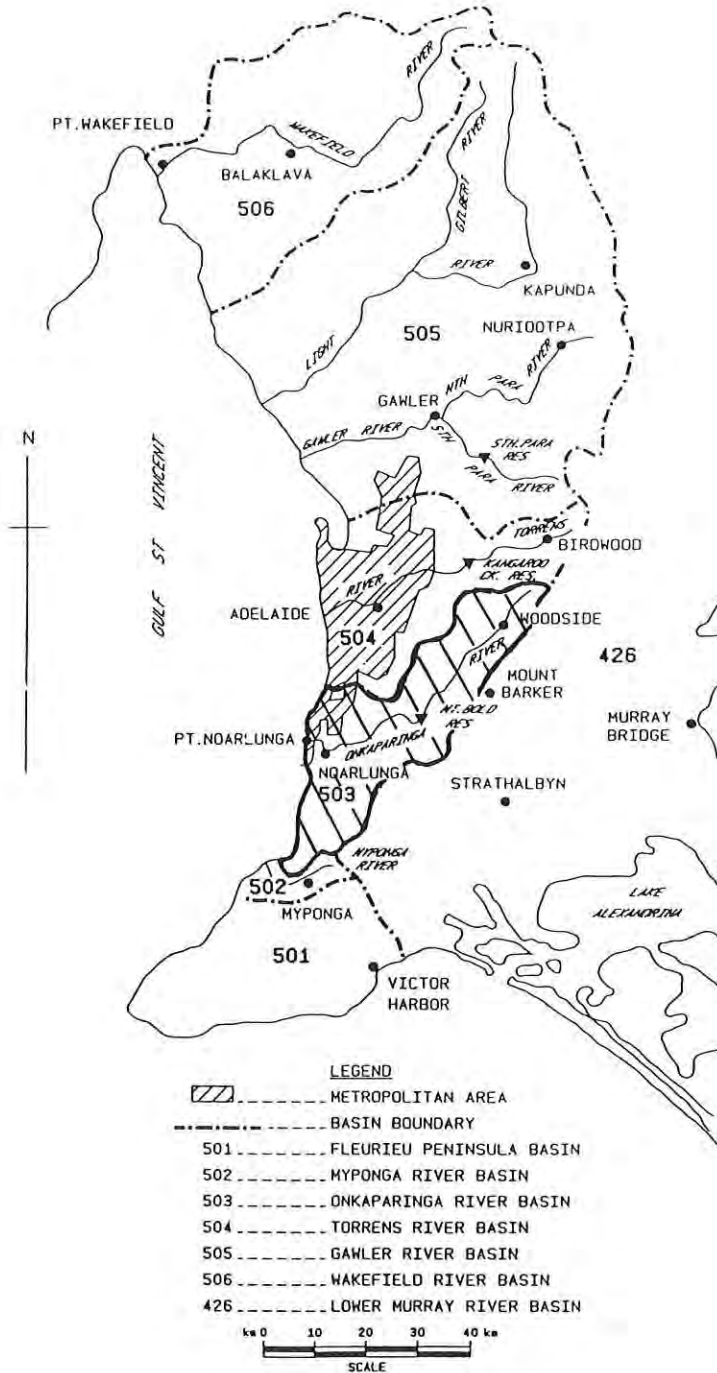 RIVER
PT.WAKEFIELD
WAKEFIELD
RIVER
BALAKLAVA
506
GILBERT
RIVER
KAPUNDA
LIGHT
505
NURIOOTPA
NTH PARA RIVER
GAWLER
GAWLER RIVER
STH
PARA
RIVER
STH.PARA
RES
N
GULF ST VINCENT
TORRENS
BIRDWOOD
KANGAROO
CK. RES.
RIVER
ADELAIDE
504
WOODSIDE
RIVER
426
MOUNT
BARKER
MT.BOLD
RES
MURRAY
BRIDGE
PT.NOARLUNGA
ONKAPARINGA
NOARLUNGA
503
STRATHALBYN
MYPONGA
RIVER
502
MYPONGA
LAKE
ALEXANDRINA
501
VICTOR
HARBOR
LEGEND
METROPOLITAN AREA
BASIN BOUNDARY
501 FLEURIEU PENINSULA BASIN
502 MYPONGA RIVER BASIN
503 ONKAPARINGA RIVER BASIN
504 TORRENS RIVER BASIN
505 GAWLER RIVER BASIN
506 WAKEFIELD RIVER BASIN
426 LOWER MURRAY RIVER BASIN
km 0 10 20 30 40 km
SCALE